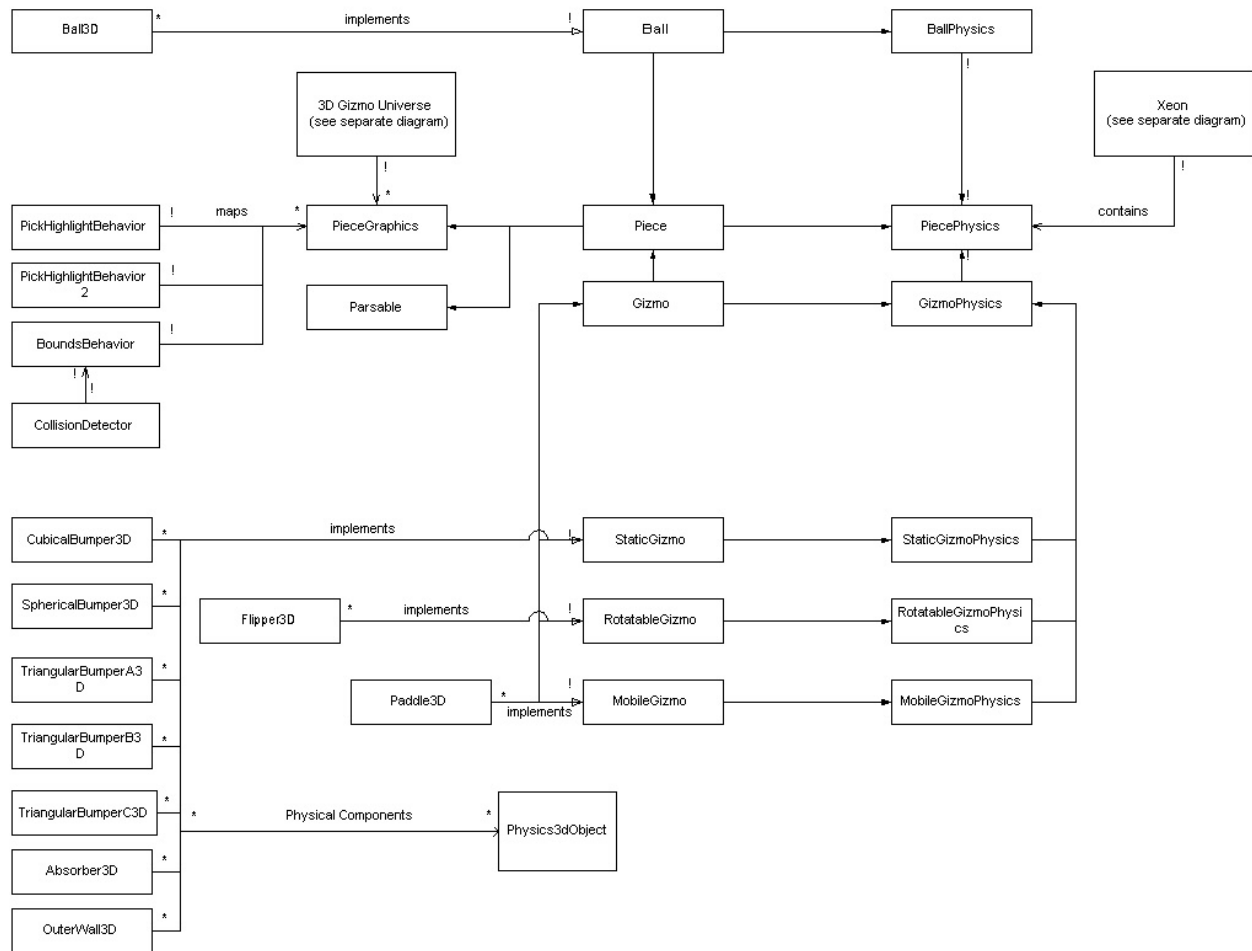 Ball3D
*
implements
!
Ball
BallPhysics
!
3D Gizmo Universe
(see separate diagram)
!
*
Xeon
(see separate diagram)
!
PickHighlightBehavior
!
maps
*
PieceGraphics
Piece
!
PiecePhysics
contains
PickHighlightBehavior
2
!
Parsable
Gizmo
!
GizmoPhysics
BoundsBehavior
!
!
!
CollisionDetector
CubicalBumper3D
*
implements
!
StaticGizmo
StaticGizmoPhysics
SphericalBumper3D
*
Flipper3D
*
implements
!
RotatableGizmo
RotatableGizmoPhysi
cs
TriangularBumperA3
D
*
Paddle3D
*
implements
!
MobileGizmo
MobileGizmoPhysics
TriangularBumperB3
D
*
TriangularBumperC3D
*
*
Physical Components
*
Physics3dObject
Absorber3D
*
OuterWall3D
*